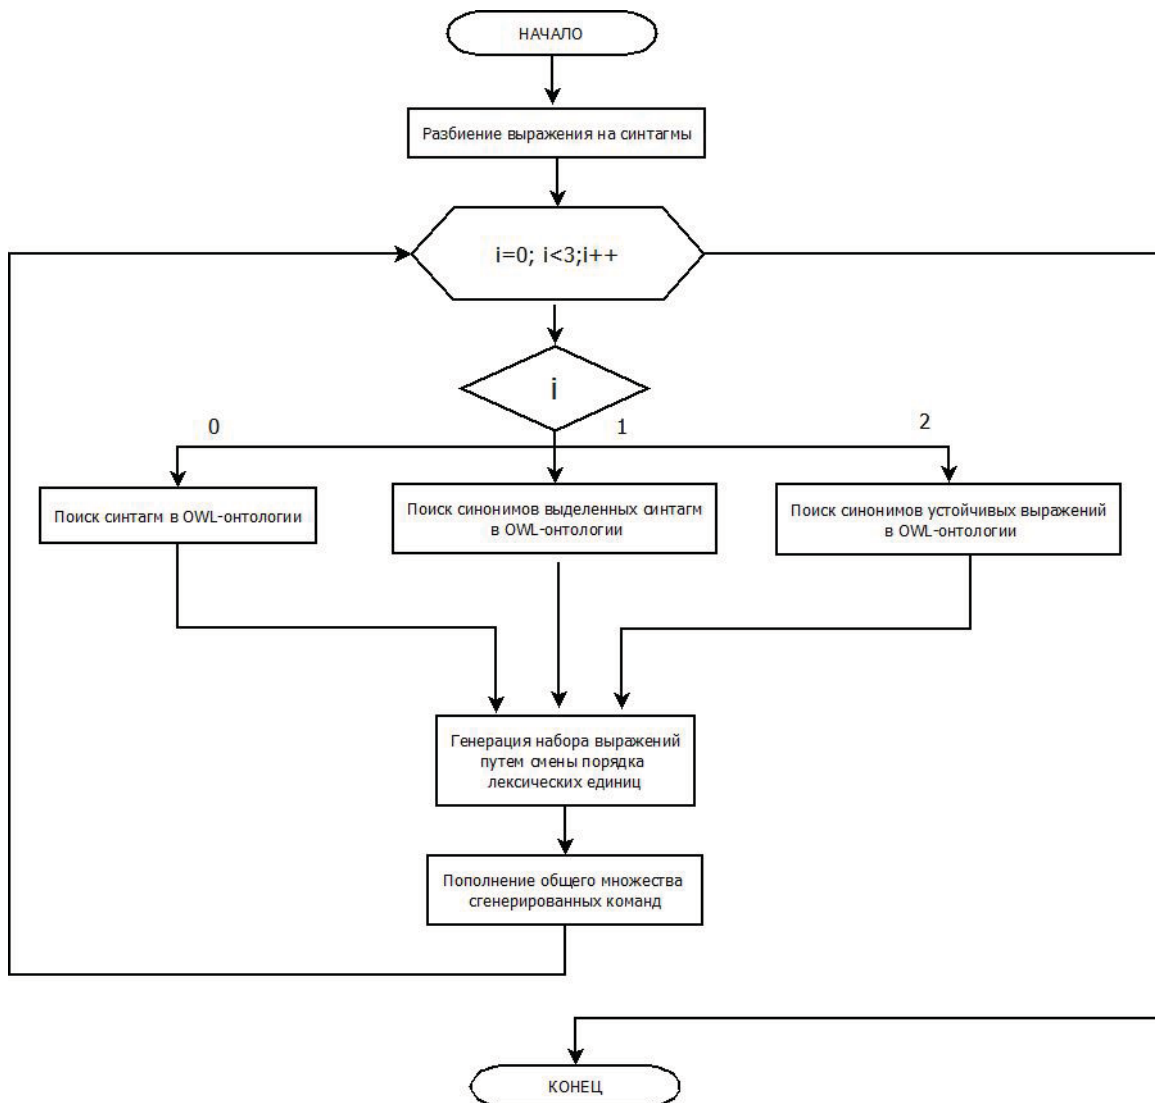 НАЧАЛО
Разбиение выражения на синтагмы
i=0; i<3;i++
i
0
1
2
Поиск синтагм в OWL-онтологии
Поиск синонимов выделенных синтагм
в OWL-онтологии
Поиск синонимов устойчивых выражений
в OWL-онтологии
Генерация набора выражений
путем смены порядка
лексических единиц
Пополнение общего множества
сгенерированных команд
КОНЕЦ